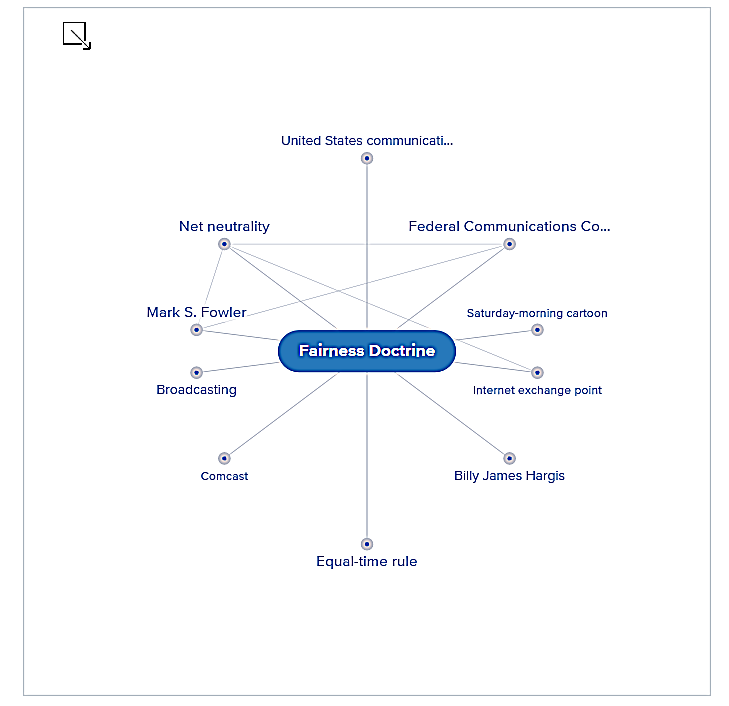 United States communicati...
Net neutrality
Federal Communications Co...
Mark S. Fowler
Saturday-morning cartoon
Fairness Doctrine
Broadcasting
Internet exchange point
Comcast
Billy James Hargis
Equal-time rule